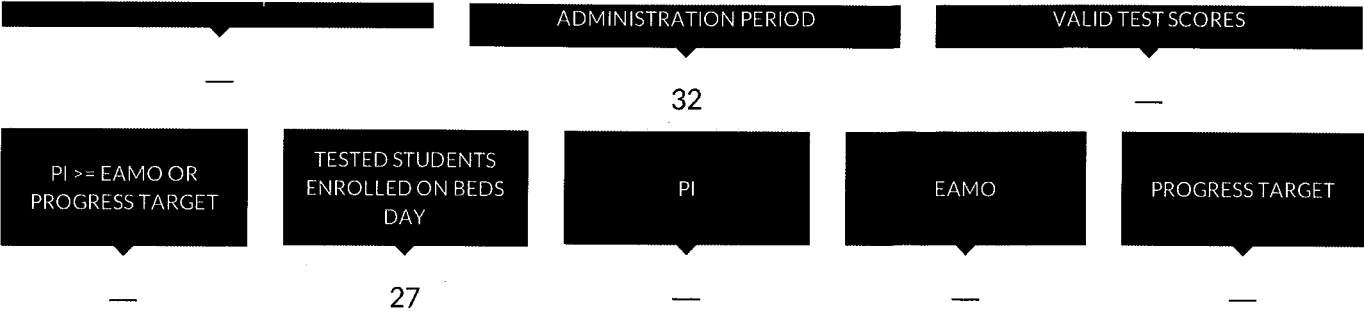 ADMINISTRATION PERIOD
VALID TEST SCORES
—
32
—
PI >= EAMO OR
PROGRESS TARGET
TESTED STUDENTS
ENROLLED ON BEDS
DAY
PI
EAMO
PROGRESS TARGET
—
27
—
—
—